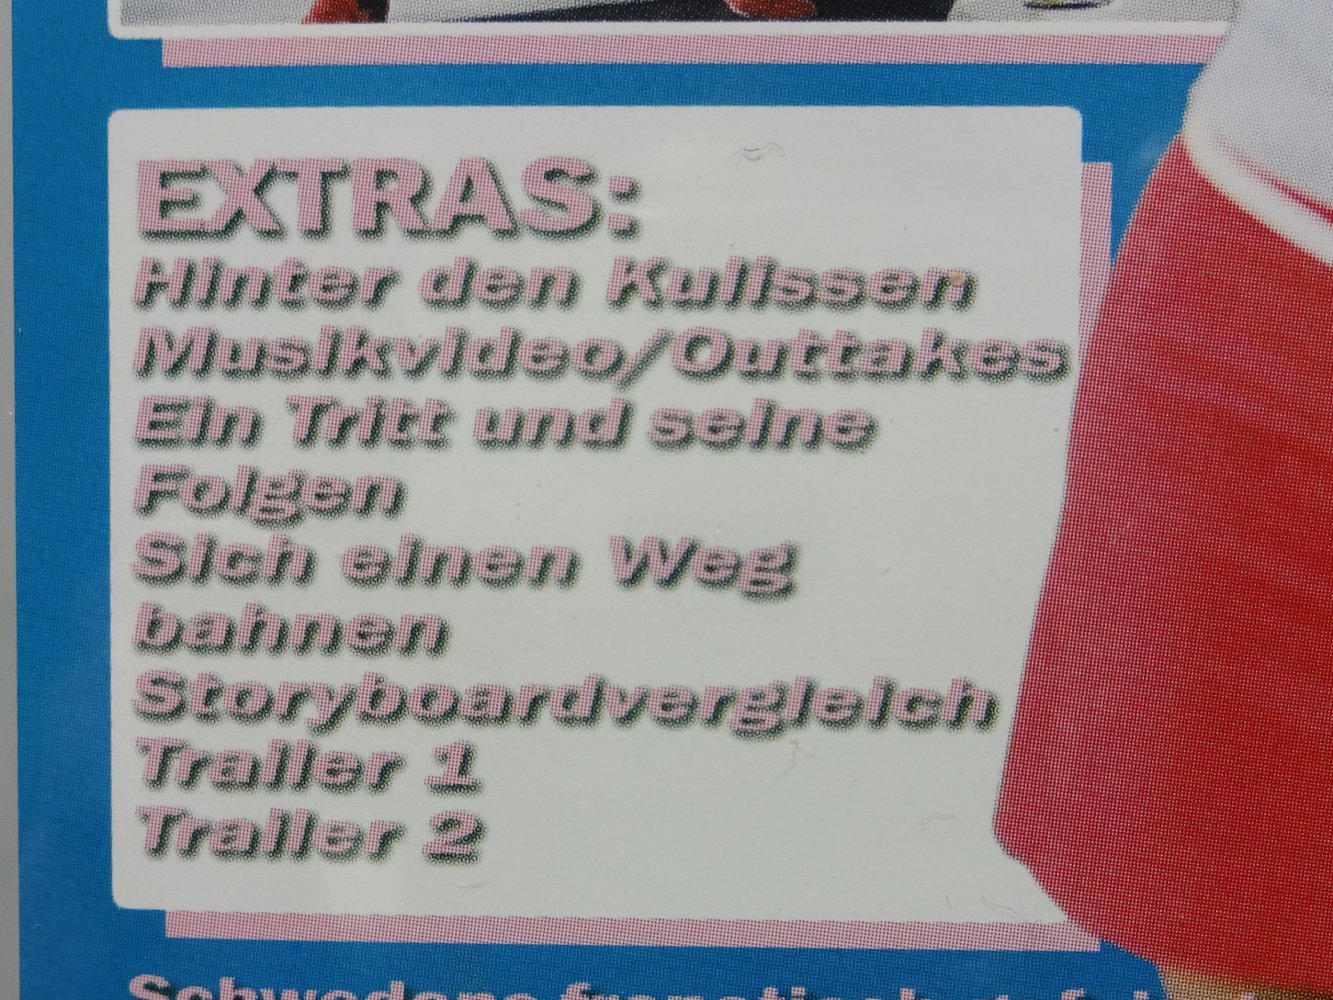 EXTRAS:
Hinter den Kulissen
Musikvideo/Outtakes
Ein Tritt und seine
Folgen
Sich einen Weg
bahnen
Storyboardvergleich
Trailer 1
Trailer 2
Schwedens